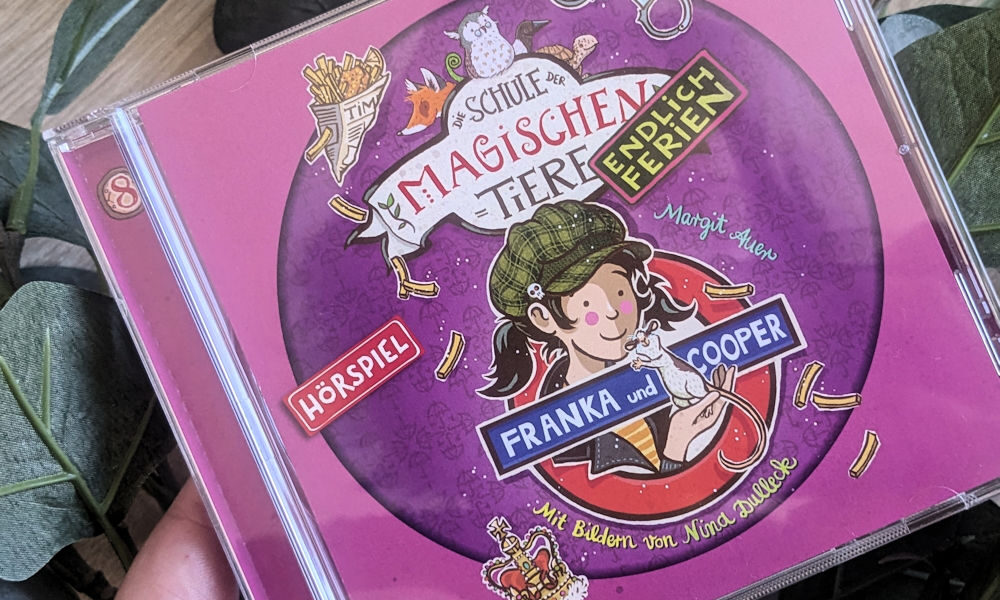 8
TIM
DIE SCHULE DER
MAGISCHEN
TIERE
ENDLICH
FERIEN
Margit Auer
HÖRSPIEL
FRANKA und COOPER
Mit Bildern von Nina Dulleck